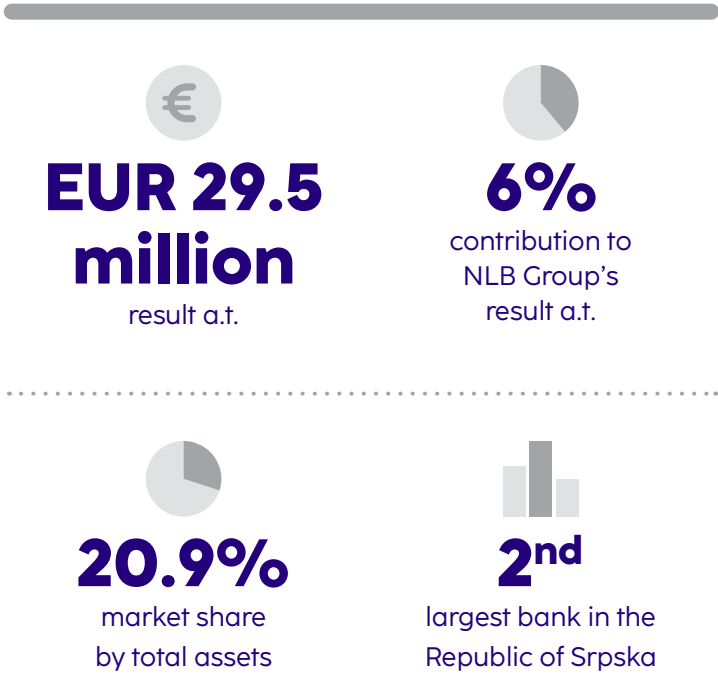 €
EUR 29.5
million
result a.t.
6%
contribution to
NLB Group’s
result a.t.
20.9%
market share
by total assets
2nd
largest bank in the
Republic of Srpska